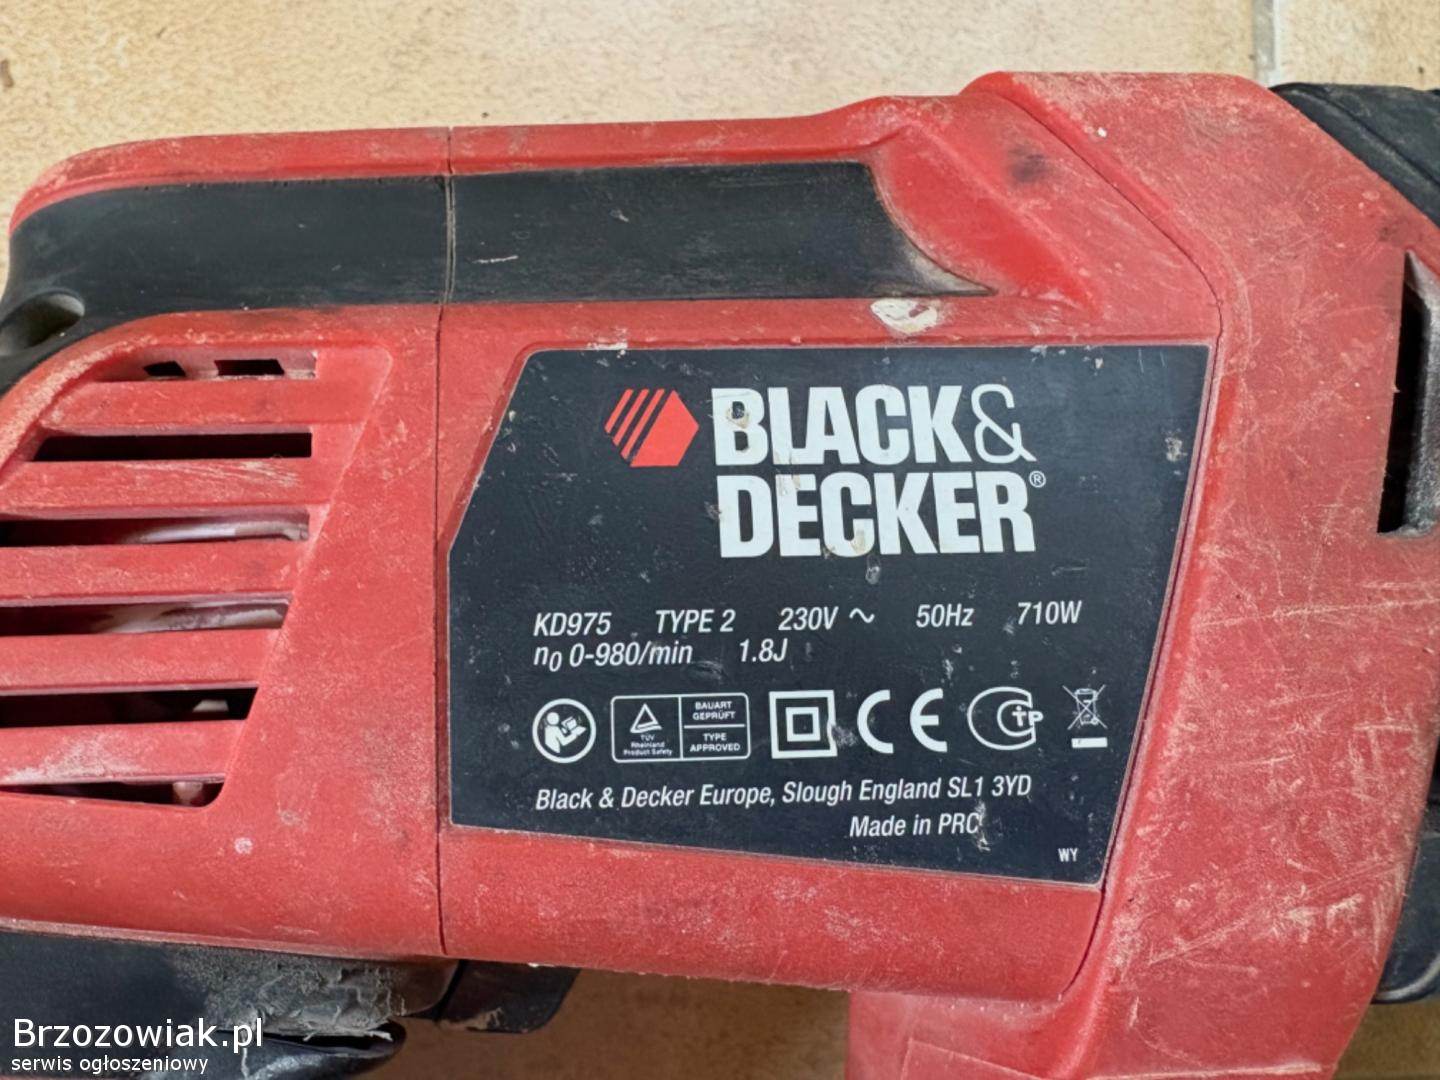 BLACK&
DECKER®
KD975 TYPE 2 230V ~ 50Hz 710W
n₀ 0-980/min 1.8J
TÜV
Rheinland
Product Safety
BAUART
GEPRÜFT
TYPE
APPROVED
CE
Black & Decker Europe, Slough England SL1 3YD
Made in PRC
WY
Brzozowiak.pl
serwis ogłoszeniowy